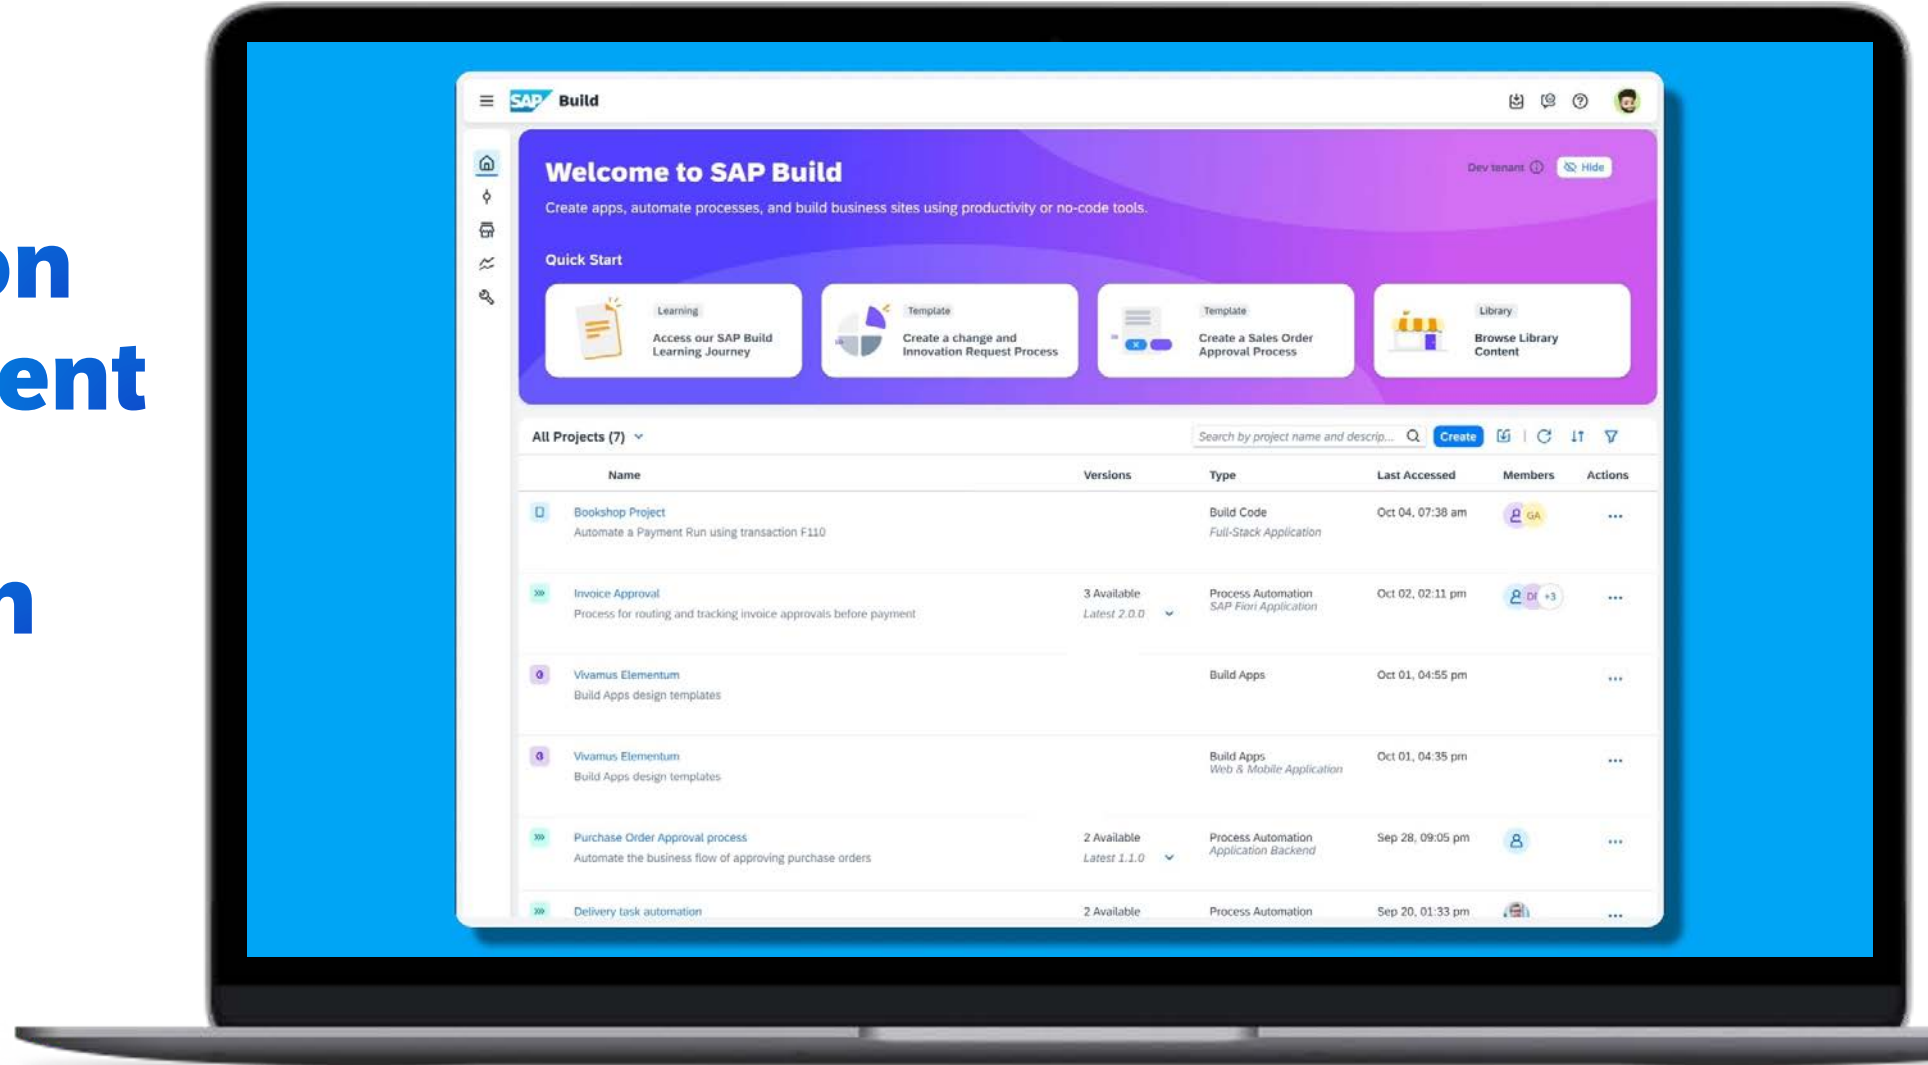 on
ent
n
SAP Build
Welcome to SAP Build
Dev tenant
Hide
Create apps, automate processes, and build business sites using productivity or no-code tools.
Quick Start
Learning
Access our SAP Build
Learning Journey
Template
Create a change and
Innovation Request Process
Template
Create a Sales Order
Approval Process
Library
Browse Library
Content
All Projects (7)
Search by project name and descrip...
Create
Name Versions Type Last Accessed Members Actions
Bookshop Project Build Code Oct 04, 07:38 am GA
Automate a Payment Run using transaction F110 Full-Stack Application
Invoice Approval 3 Available Process Automation Oct 02, 02:11 pm +3
Process for routing and tracking invoice approvals before payment Latest 2.0.0 SAP Fiori Application
Vivamus Elementum Build Apps Oct 01, 04:55 pm
Build Apps design templates
Vivamus Elementum Build Apps Oct 01, 04:35 pm
Build Apps design templates Web & Mobile Application
Purchase Order Approval process 2 Available Process Automation Sep 28, 09:05 pm
Automate the business flow of approving purchase orders Latest 1.1.0 Application Backend
Delivery task automation 2 Available Process Automation Sep 20, 01:33 pm